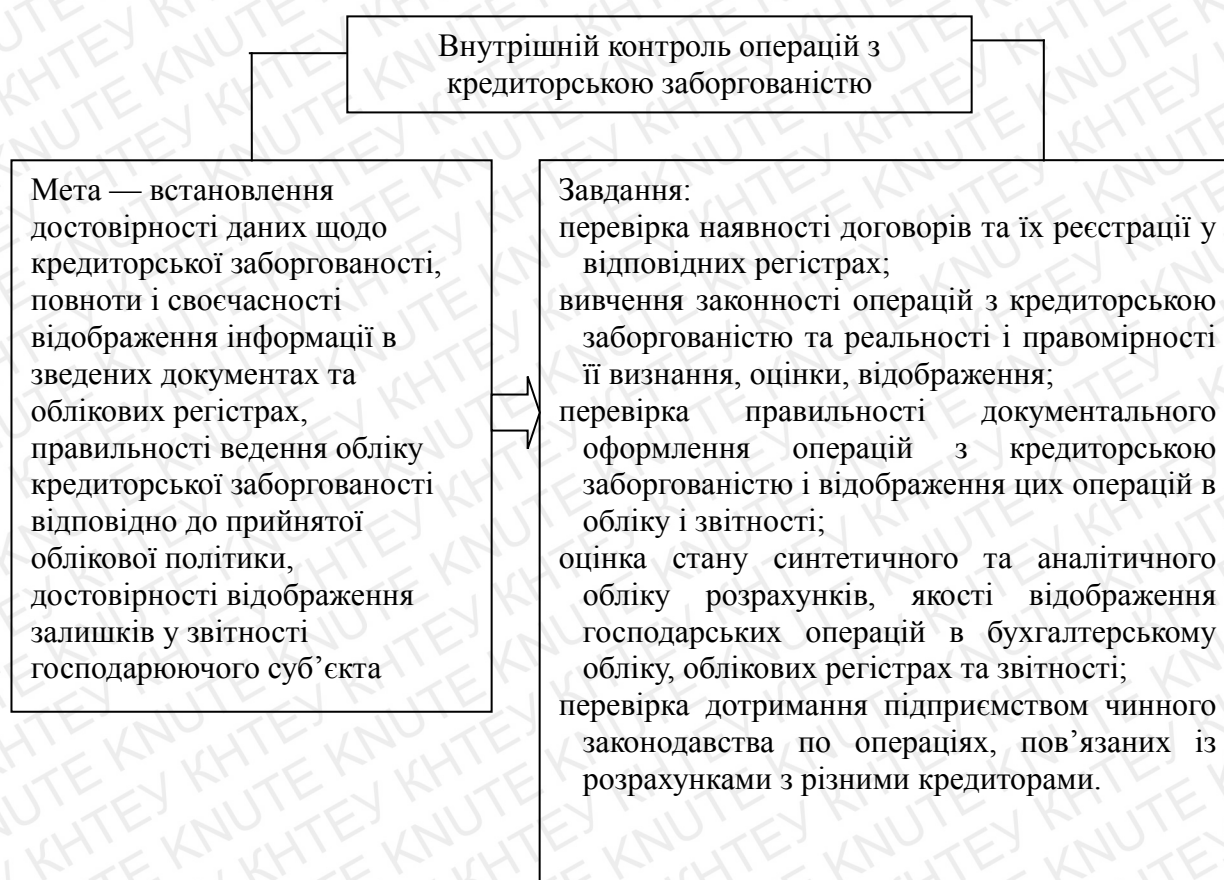 Внутрішній контроль операцій з
кредиторською заборгованістю
Мета — встановлення
достовірності даних щодо
кредиторської заборгованості,
повноти і своєчасності
відображення інформації в
зведених документах та
облікових регістрах,
правильності ведення обліку
кредиторської заборгованості
відповідно до прийнятої
облікової політики,
достовірності відображення
залишків у звітності
господарюючого суб’єкта
Завдання:
перевірка наявності договорів та їх реєстрації у
відповідних регістрах;
вивчення законності операцій з кредиторською
заборгованістю та реальності і правомірності
її визнання, оцінки, відображення;
перевірка правильності документального
оформлення операцій з кредиторською
заборгованістю і відображення цих операцій в
обліку і звітності;
оцінка стану синтетичного та аналітичного
обліку розрахунків, якості відображення
господарських операцій в бухгалтерському
обліку, облікових регістрах та звітності;
перевірка дотримання підприємством чинного
законодавства по операціях, пов’язаних із
розрахунками з різними кредиторами.